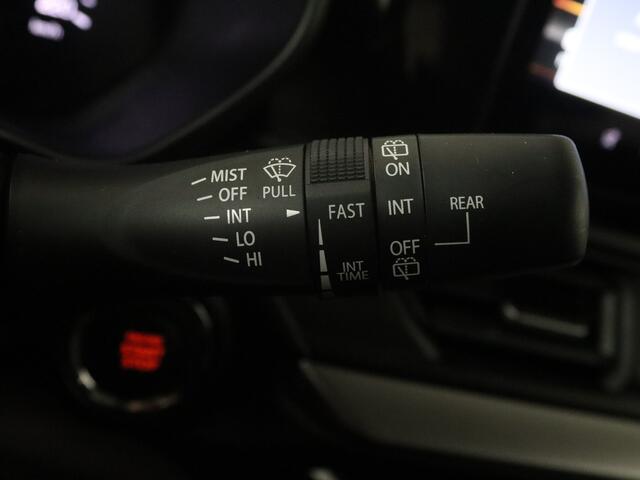 MIST
OFF
INT
LO
HI
PULL
FAST
INT
TIME
ON
INT
OFF
REAR